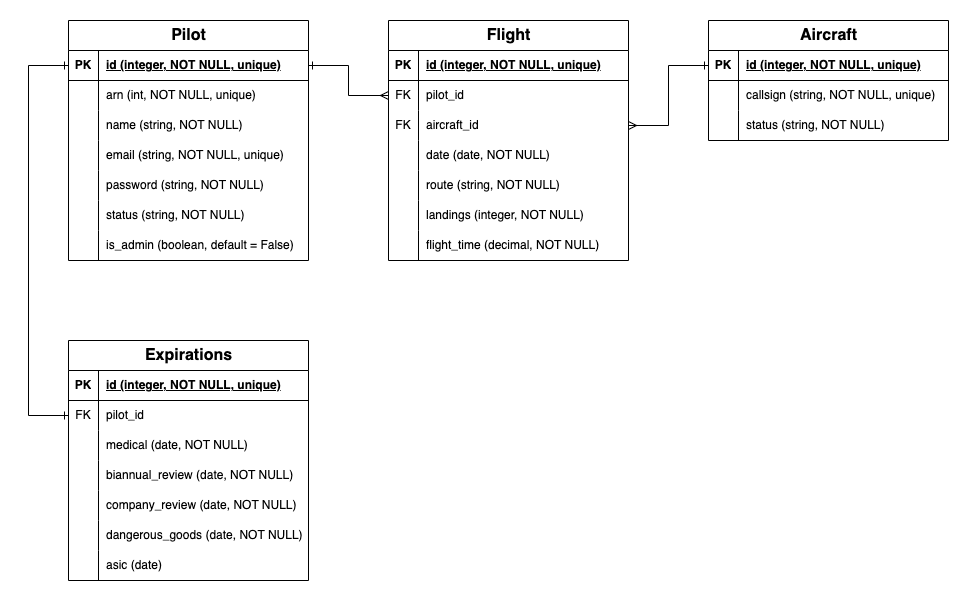 Pilot
PK id (integer, NOT NULL, unique)
arn (int, NOT NULL, unique)
name (string, NOT NULL)
email (string, NOT NULL, unique)
password (string, NOT NULL)
status (string, NOT NULL)
is_admin (boolean, default = False)
Flight
PK id (integer, NOT NULL, unique)
FK pilot_id
FK aircraft_id
date (date, NOT NULL)
route (string, NOT NULL)
landings (integer, NOT NULL)
flight_time (decimal, NOT NULL)
Aircraft
PK id (integer, NOT NULL, unique)
callsign (string, NOT NULL, unique)
status (string, NOT NULL)
Expirations
PK id (integer, NOT NULL, unique)
FK pilot_id
medical (date, NOT NULL)
biannual_review (date, NOT NULL)
company_review (date, NOT NULL)
dangerous_goods (date, NOT NULL)
asic (date)